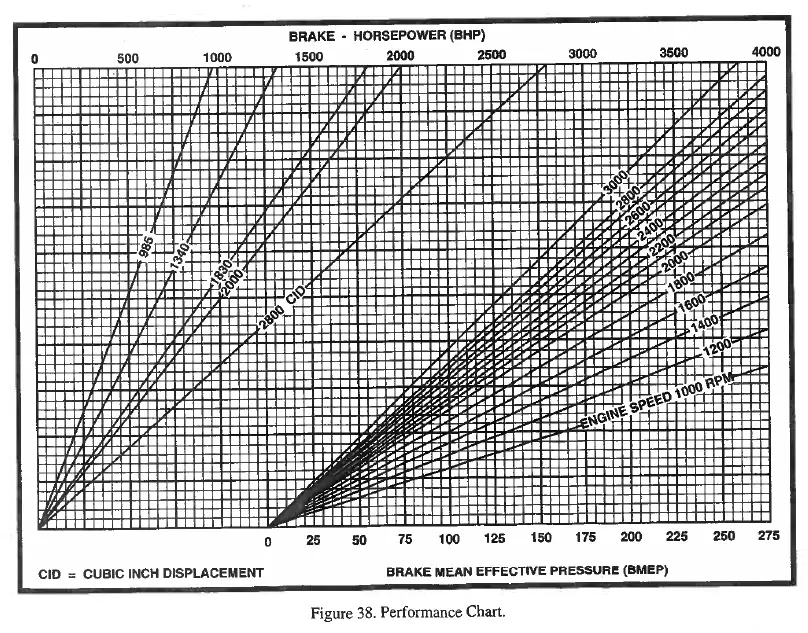 BRAKE - HORSEPOWER (BHP)
0 500 1000 1500 2000 2500 3000 3500 4000
985
1340
1830
2000
2800 CID
3000
2800
2600
2400
2200
2000
1800
1600
1400
1200
ENGINE SPEED 1000 RPM
0 25 50 75 100 125 150 175 200 225 250 275
CID = CUBIC INCH DISPLACEMENT BRAKE MEAN EFFECTIVE PRESSURE (BMEP)
Figure 38. Performance Chart.